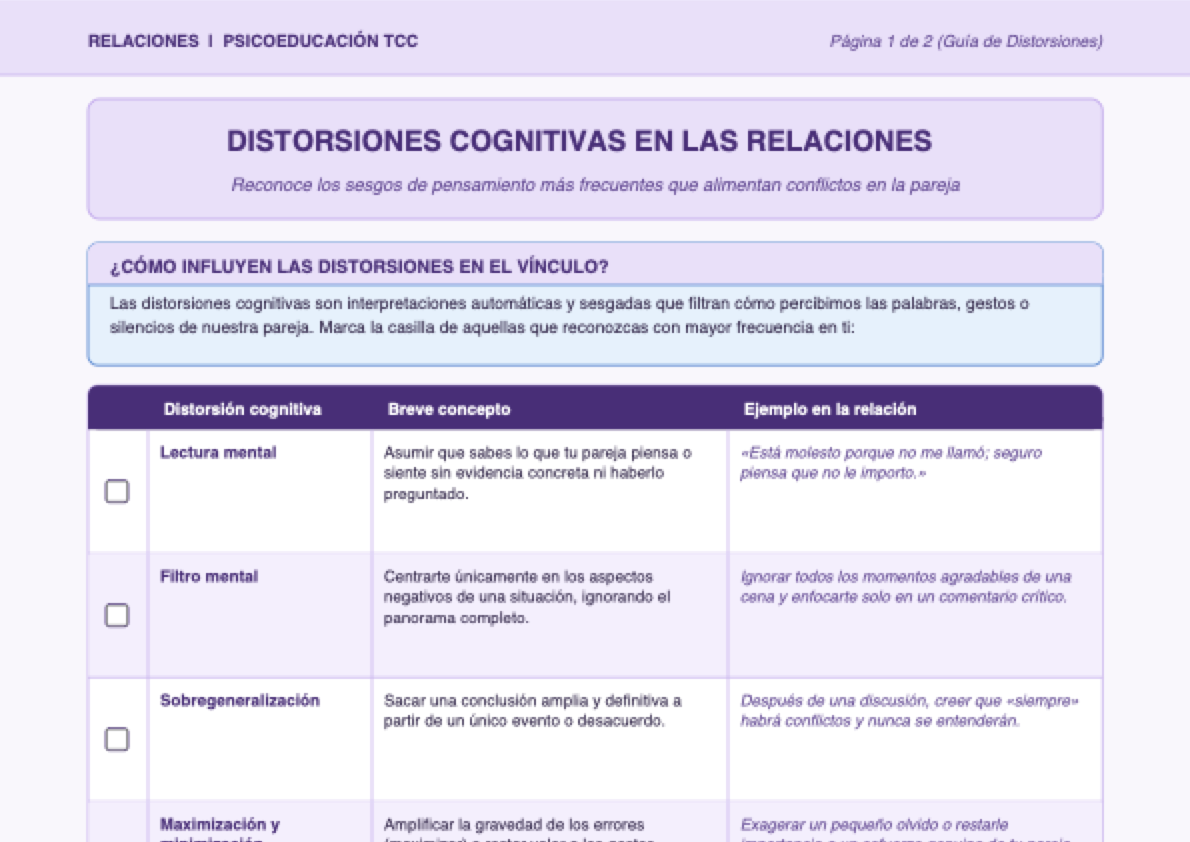 RELACIONES | PSICOEDUCACIÓN TCC
Página 1 de 2 (Guía de Distorsiones)
DISTORSIONES COGNITIVAS EN LAS RELACIONES
Reconoce los sesgos de pensamiento más frecuentes que alimentan conflictos en la pareja
¿CÓMO INFLUYEN LAS DISTORSIONES EN EL VÍNCULO?
Las distorsiones cognitivas son interpretaciones automáticas y sesgadas que filtran cómo percibimos las palabras, gestos o
silencios de nuestra pareja. Marca la casilla de aquellas que reconozcas con mayor frecuencia en ti:
Distorsión cognitiva
Breve concepto
Ejemplo en la relación
Lectura mental
Asumir que sabes lo que tu pareja piensa o
siente sin evidencia concreta ni haberlo
preguntado.
«Está molesto porque no me llamó; seguro
piensa que no le importo.»
Filtro mental
Centrarte únicamente en los aspectos
negativos de una situación, ignorando el
panorama completo.
Ignorar todos los momentos agradables de una
cena y enfocarte solo en un comentario crítico.
Sobregeneralización
Sacar una conclusión amplia y definitiva a
partir de un único evento o desacuerdo.
Después de una discusión, creer que «siempre»
habrá conflictos y nunca se entenderán.
Maximización y
Amplificar la gravedad de los errores
Exagerar un pequeño olvido o restarle